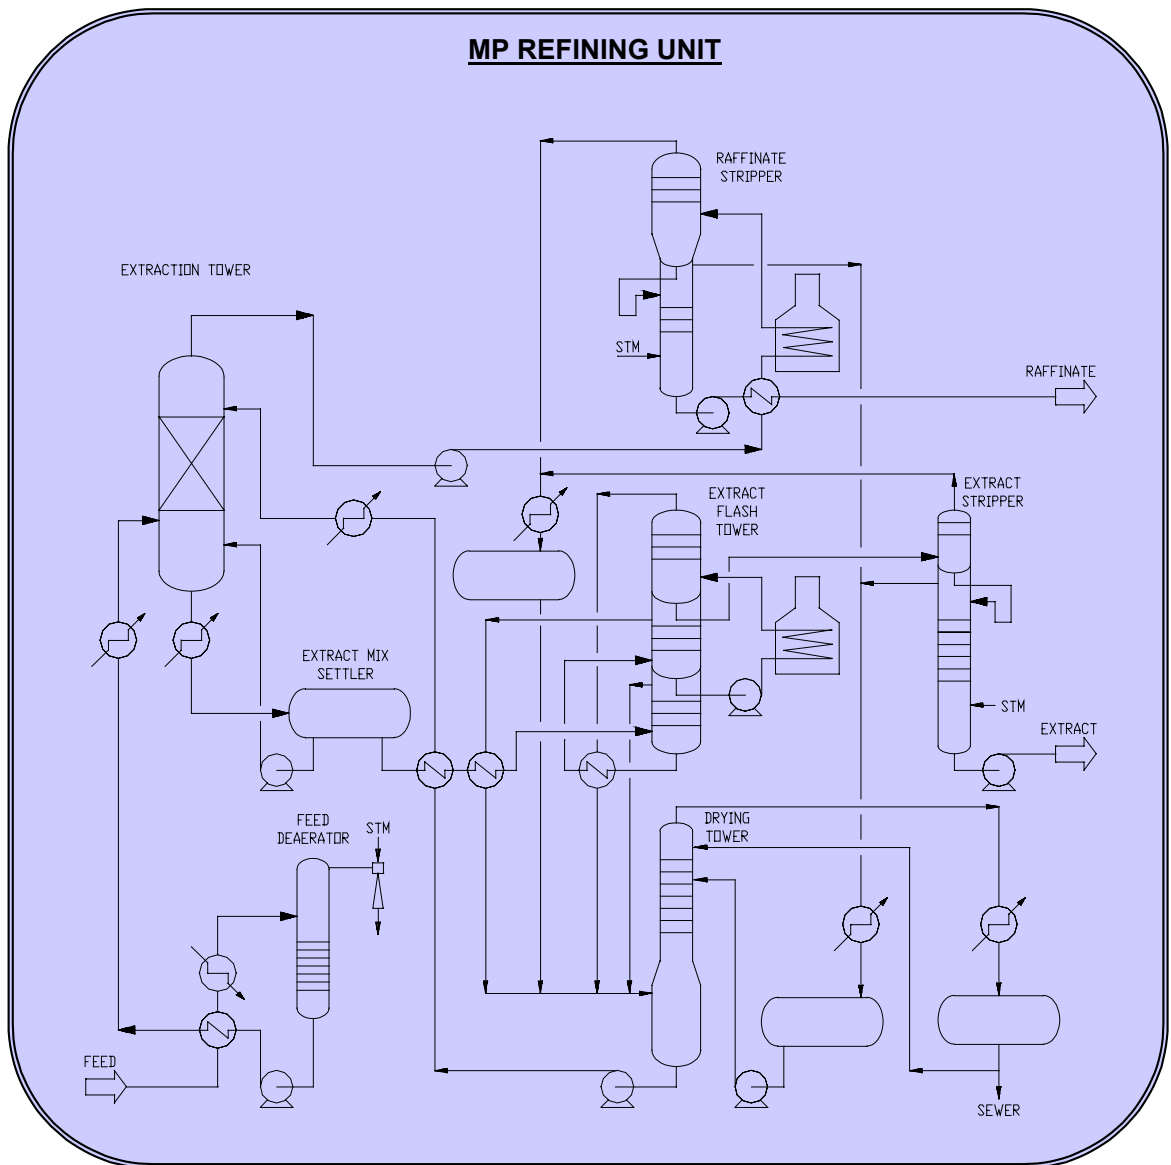 MP REFINING UNIT
RAFFINATE
STRIPPER
EXTRACTION TOWER
STM
RAFFINATE
EXTRACT
STRIPPER
EXTRACT
FLASH
TOWER
EXTRACT MIX
SETTLER
STM
EXTRACT
FEED
DEAERATOR
STM
DRYING
TOWER
FEED
SEWER